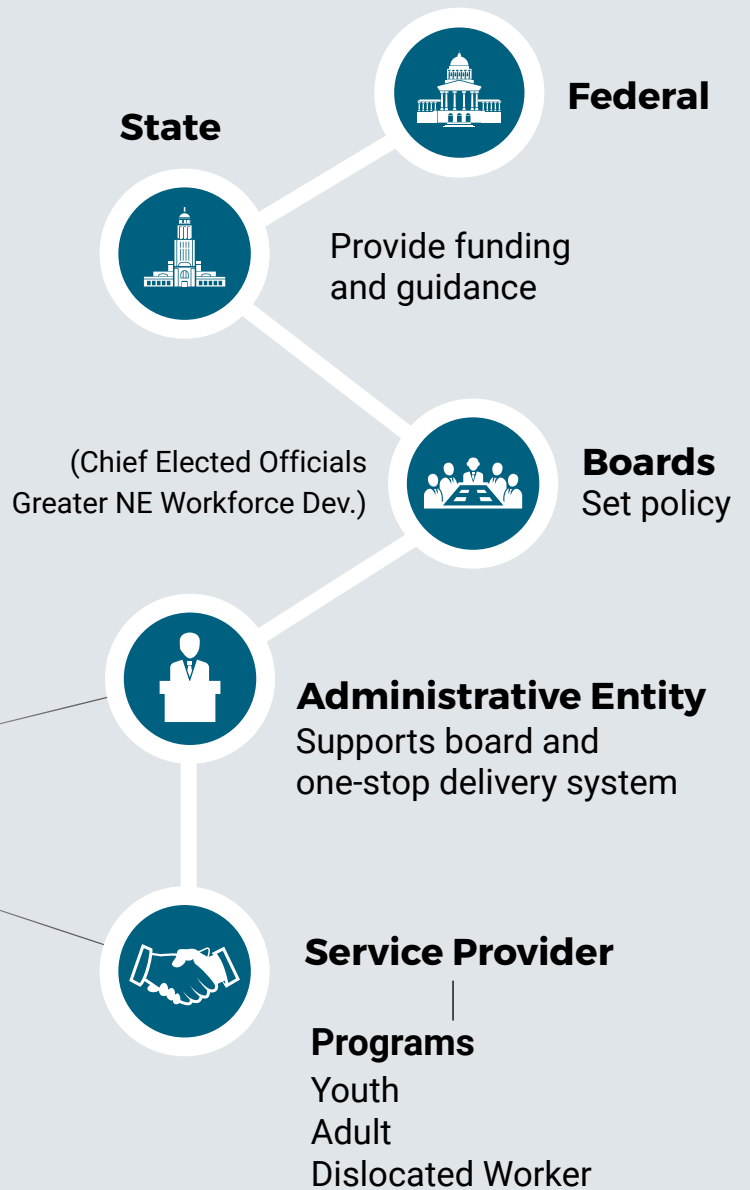 Federal
State
Provide funding
and guidance
(Chief Elected Officials
Greater NE Workforce Dev.)
Boards
Set policy
Administrative Entity
Supports board and
one-stop delivery system
Service Provider
Programs
Youth
Adult
Dislocated Worker